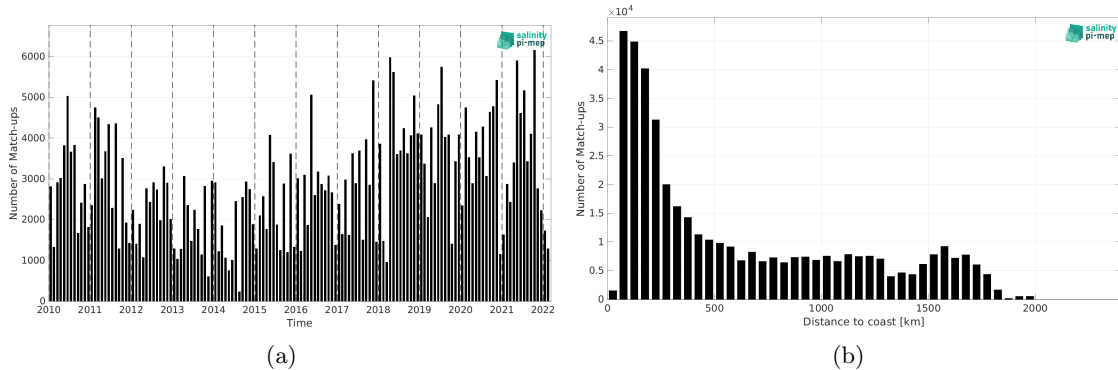 salinity
pi-mep
Number of Match-ups
6000
5000
4000
3000
2000
1000
0
2010 2011 2012 2013 2014 2015 2016 2017 2018 2019 2020 2021 2022
Time
(a)
×10⁴
salinity
pi-mep
Number of Match-ups
4.5
4
3.5
3
2.5
2
1.5
1
0.5
0
0 500 1000 1500 2000
Distance to coast [km]
(b)